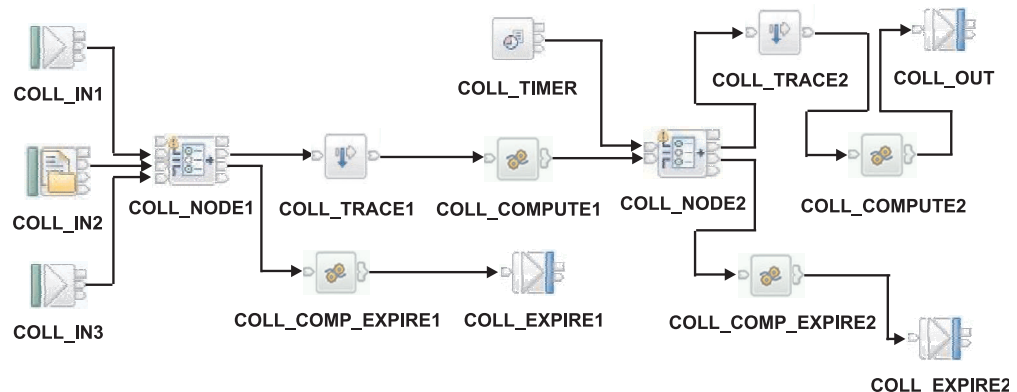 COLL_IN1
COLL_TIMER
COLL_TRACE2
COLL_OUT
COLL_IN2
COLL_NODE1
COLL_TRACE1
COLL_COMPUTE1
COLL_NODE2
COLL_COMPUTE2
COLL_IN3
COLL_COMP_EXPIRE1
COLL_EXPIRE1
COLL_COMP_EXPIRE2
COLL_EXPIRE2